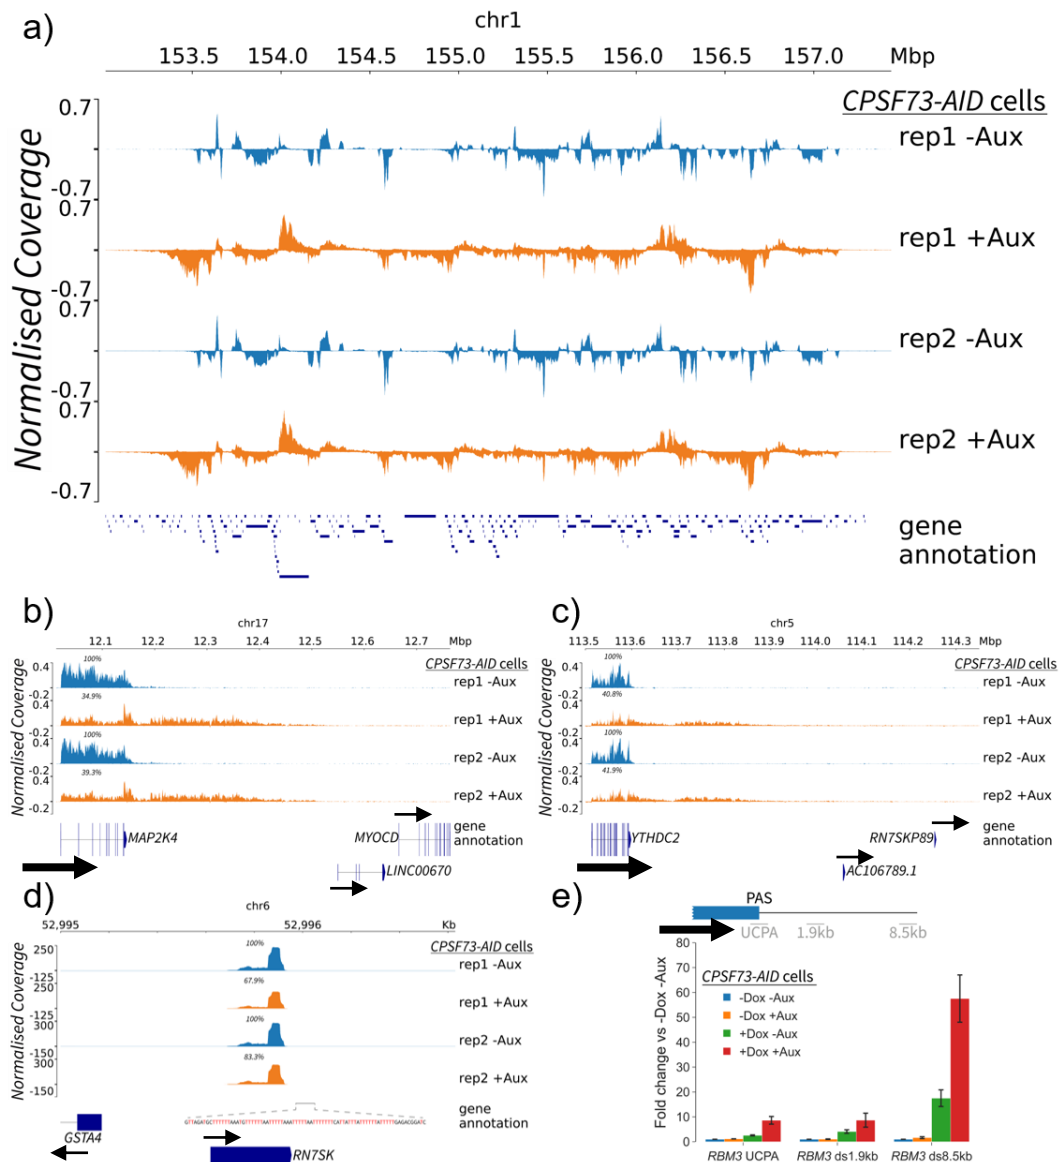 a)
chr1
153.5 154.0 154.5 155.0 155.5 156.0 156.5 157.0 Mbp
CPSF73-AID cells
Normalised Coverage
0.7
rep1 -Aux
-0.7
0.7
rep1 +Aux
-0.7
0.7
rep2 -Aux
-0.7
0.7
rep2 +Aux
-0.7
gene
annotation
b)
chr17
12.1 12.2 12.3 12.4 12.5 12.6 12.7 Mbp
CPSF73-AID cells
Normalised Coverage
0.4
100%
rep1 -Aux
-0.2
34.9%
0.4
rep1 +Aux
-0.2
0.4
100%
rep2 -Aux
-0.2
39.3%
0.4
rep2 +Aux
-0.2
MAP2K4
MYOCD
gene
annotation
LINC00670
c)
chr5
113.5 113.6 113.7 113.8 113.9 114.0 114.1 114.2 114.3 Mbp
CPSF73-AID cells
Normalised Coverage
0.4
100%
rep1 -Aux
-0.2
40.8%
0.4
rep1 +Aux
-0.2
0.4
100%
rep2 -Aux
-0.2
41.9%
0.4
rep2 +Aux
-0.2
YTHDC2
RN7SKP89
gene
annotation
AC106789.1
d)
chr6
52,995 52,996 Kb
CPSF73-AID cells
Normalised Coverage
250
100%
rep1 -Aux
-125
67.9%
250
rep1 +Aux
-125
300
100%
rep2 -Aux
-150
83.3%
300
rep2 +Aux
-150
gene
annotation
GSTA4
RN7SK
e)
PAS
UCPA 1.9kb 8.5kb
Fold change vs -Dox -Aux
80
70
60
50
40
30
20
10
0
CPSF73-AID cells
-Dox -Aux
-Dox +Aux
+Dox -Aux
+Dox +Aux
RBM3 UCPA RBM3 ds1.9kb RBM3 ds8.5kb